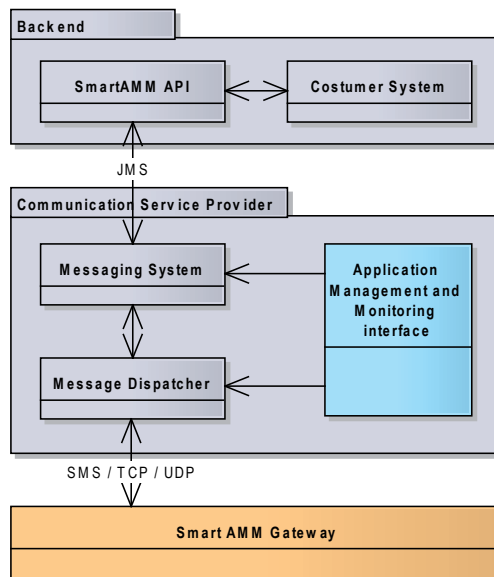 Backend
SmartAMM API
Costumer System
JMS
Communication Service Provider
Messaging System
Application
Management and
Monitoring
interface
Message Dispatcher
SMS / TCP / UDP
Smart AMM Gateway